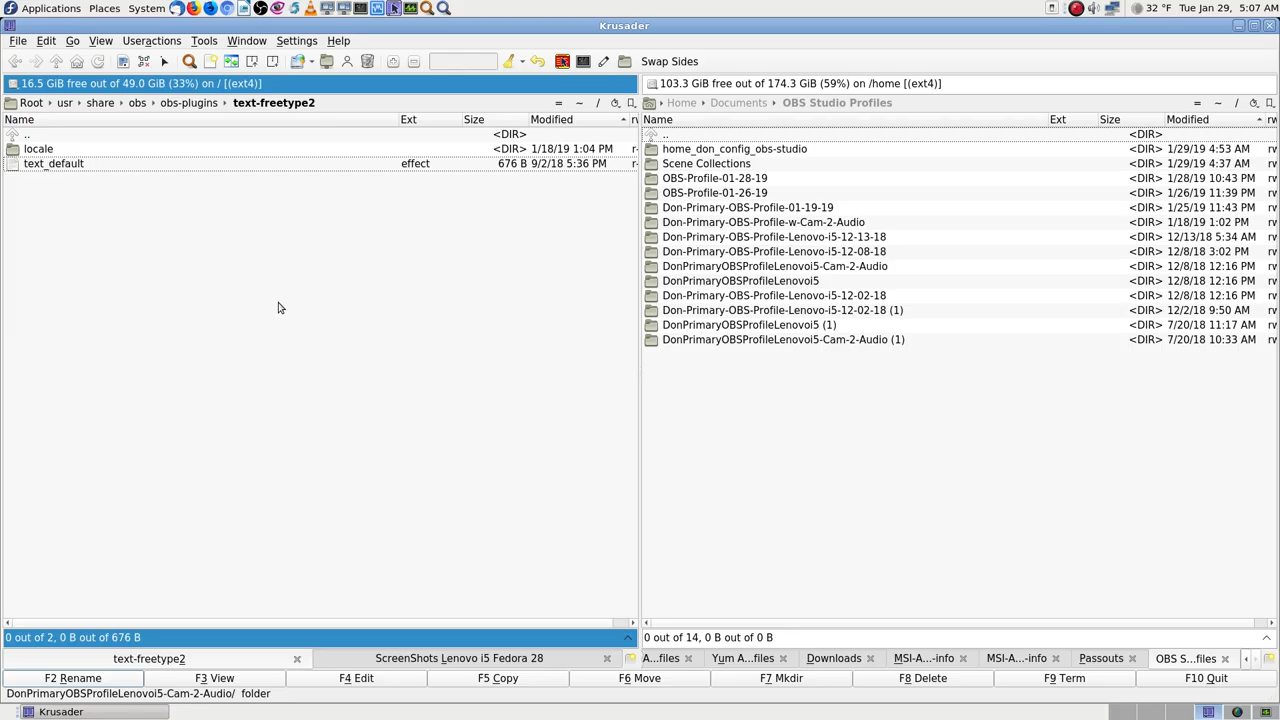 Applications Places System 32 °F Tue Jan 29, 5:07 AM
Krusader
File Edit Go View Useractions Tools Window Settings Help
Swap Sides
16.5 GiB free out of 49.0 GiB (33%) on / [(ext4)]
103.3 GiB free out of 174.3 GiB (59%) on /home [(ext4)]
Root › usr › share › obs › obs-plugins › text-freetype2 = ~ /
› Home › Documents › OBS Studio Profiles = ~ /
Name Ext Size Modified
.. <DIR>
locale <DIR> 1/18/19 1:04 PM r-
text_default effect 676 B 9/2/18 5:36 PM r-
Name Ext Size Modified
.. <DIR>
home_don_config_obs-studio <DIR> 1/29/19 4:53 AM rw
Scene Collections <DIR> 1/29/19 4:37 AM rw
OBS-Profile-01-28-19 <DIR> 1/28/19 10:43 PM rw
OBS-Profile-01-26-19 <DIR> 1/26/19 11:39 PM rw
Don-Primary-OBS-Profile-01-19-19 <DIR> 1/25/19 11:43 PM rw
Don-Primary-OBS-Profile-w-Cam-2-Audio <DIR> 1/18/19 1:02 PM rw
Don-Primary-OBS-Profile-Lenovo-i5-12-13-18 <DIR> 12/13/18 5:34 AM rw
Don-Primary-OBS-Profile-Lenovo-i5-12-08-18 <DIR> 12/8/18 3:02 PM rw
DonPrimaryOBSProfileLenovoi5-Cam-2-Audio <DIR> 12/8/18 12:16 PM rw
DonPrimaryOBSProfileLenovoi5 <DIR> 12/8/18 12:16 PM rw
Don-Primary-OBS-Profile-Lenovo-i5-12-02-18 <DIR> 12/8/18 12:16 PM rw
Don-Primary-OBS-Profile-Lenovo-i5-12-02-18 (1) <DIR> 12/2/18 9:50 AM rw
DonPrimaryOBSProfileLenovoi5 (1) <DIR> 7/20/18 11:17 AM rw
DonPrimaryOBSProfileLenovoi5-Cam-2-Audio (1) <DIR> 7/20/18 10:33 AM rw
0 out of 2, 0 B out of 676 B
0 out of 14, 0 B out of 0 B
text-freetype2 ScreenShots Lenovo i5 Fedora 28
A...files Yum A...files Downloads MSI-A...-info MSI-A...-info Passouts OBS S...files
F2 Rename F3 View F4 Edit F5 Copy F6 Move F7 Mkdir F8 Delete F9 Term F10 Quit
DonPrimaryOBSProfileLenovoi5-Cam-2-Audio/ folder
Krusader